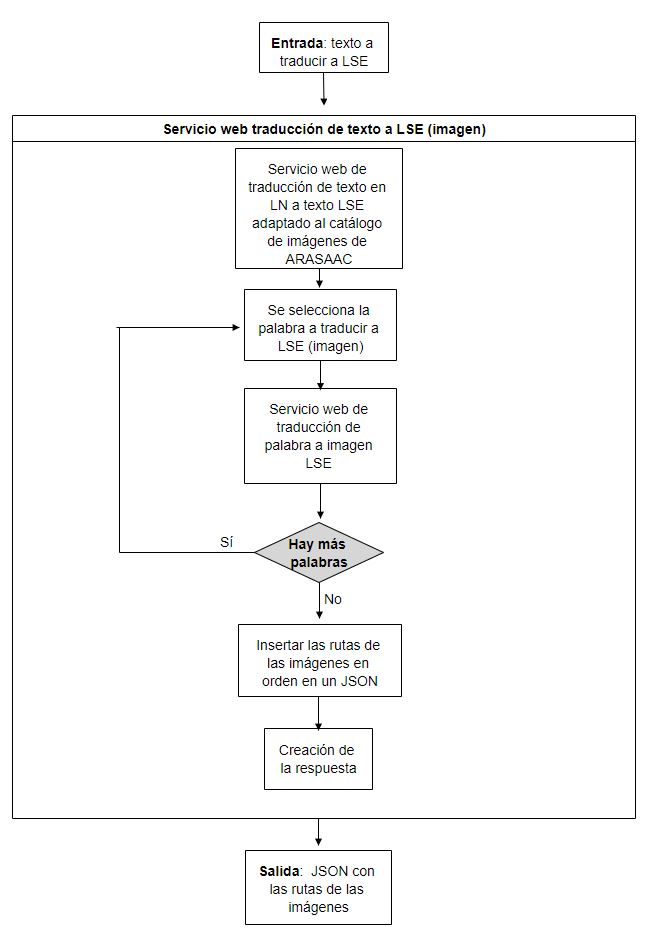 Entrada: texto a
traducir a LSE
Servicio web traducción de texto a LSE (imagen)
Servicio web de
traducción de texto en
LN a texto LSE
adaptado al catálogo
de imágenes de
ARASAAC
Se selecciona la
palabra a traducir a
LSE (imagen)
Servicio web de
traducción de
palabra a imagen
LSE
Sí
Hay más
palabras
No
Insertar las rutas de
las imágenes en
orden en un JSON
Creación de
la respuesta
Salida: JSON con
las rutas de las
imágenes